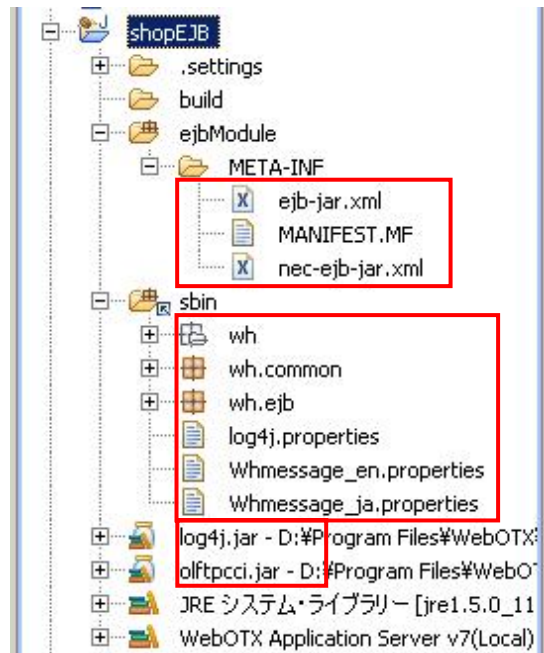 shopEJB
.settings
build
ejbModule
META-INF
ejb-jar.xml
MANIFEST.MF
nec-ejb-jar.xml
sbin
wh
wh.common
wh.ejb
log4j.properties
Whmessage_en.properties
Whmessage_ja.properties
log4j.jar - D:¥Program Files¥WebOTX¥
olftpcci.jar - D:¥Program Files¥WebO
JRE システム・ライブラリー [jre1.5.0_11
WebOTX Application Server v7(Local)